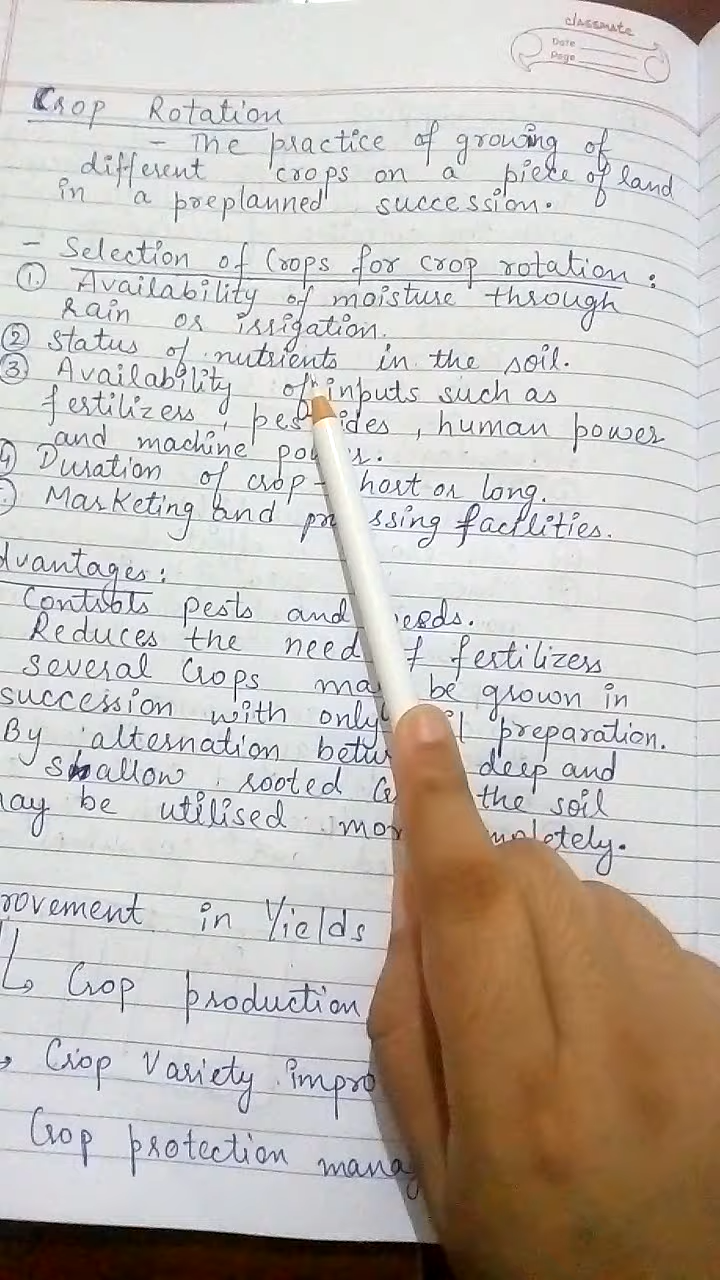 classmate
Date
Page
Crop Rotation
- The practice of growing of
different crops on a piece of land
in a preplanned succession.
- Selection of Crops for crop rotation :
① Availability of moisture through
rain or irrigation.
② Status of nutrients in the soil.
③ Availability of inputs such as
fertilizers, pes ides, human power
and machine po r.
Duration of crop - hort or long.
Marketing and pr ssing facilities.
dvantages :
Controls pests and eeds.
Reduces the need f fertilizers
Several Crops ma be grown in
succession with only preparation.
By alternation betw deep and
shallow rooted the soil
may be utilised mor mpletely.
rovement in Yields
↳ Crop production
Crop Variety impro
Crop protection mana